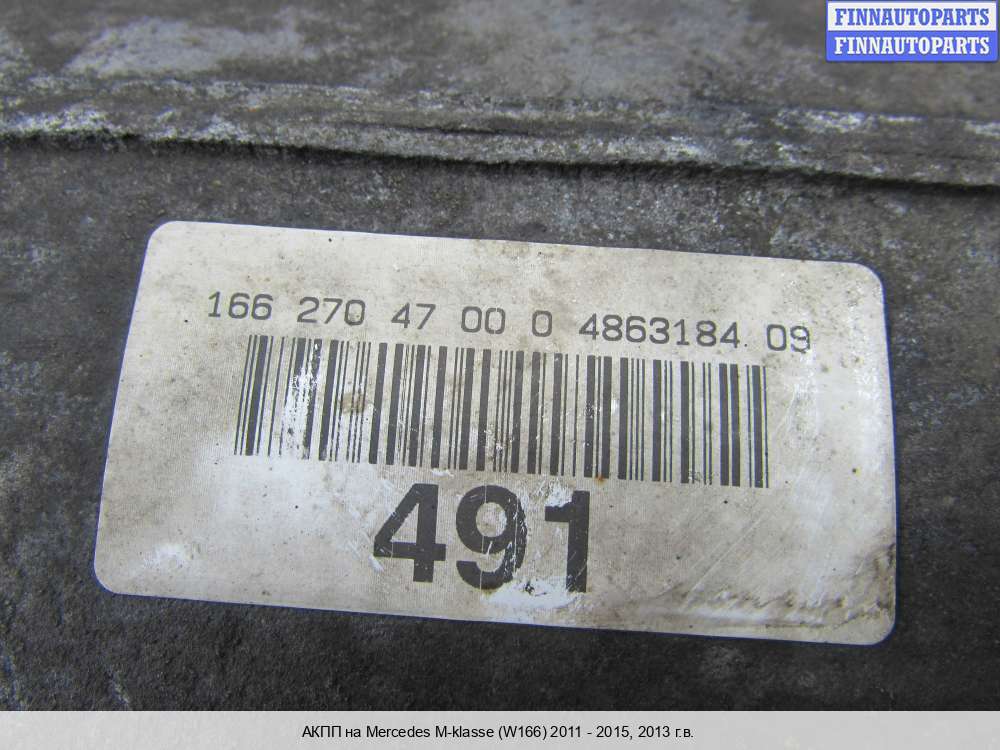 FINNAUTOPARTS
FINNAUTOPARTS
166 270 47 00 0 4863184 09
491
АКПП на Mercedes M-klasse (W166) 2011 - 2015, 2013 г.в.